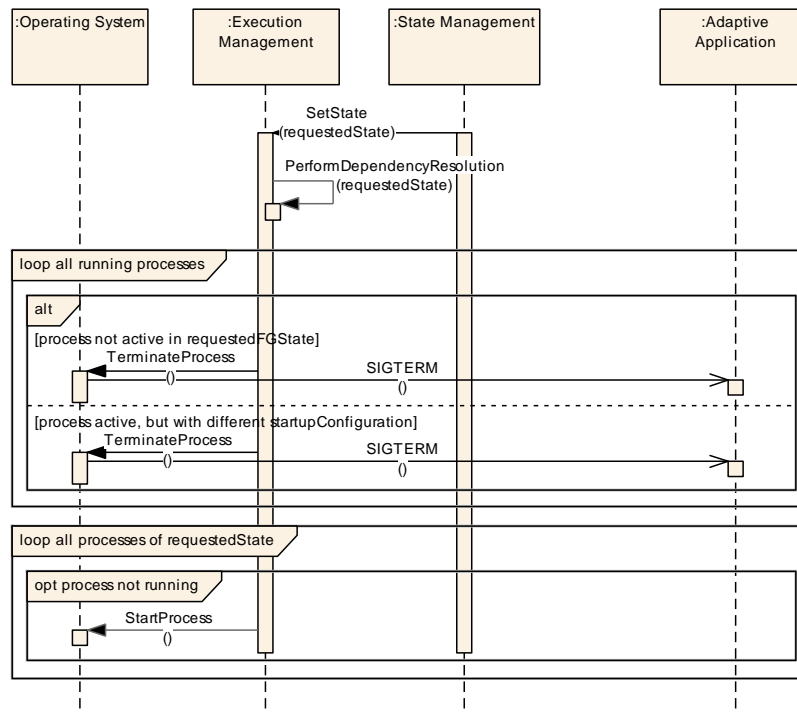 :Operating System
:Execution
Management
:State Management
:Adaptive
Application
SetState
(requestedState)
PerformDependencyResolution
(requestedState)
loop all running processes
alt
[process not active in requestedFGState]
TerminateProcess
()
SIGTERM
()
[process active, but with different startupConfiguration]
TerminateProcess
()
SIGTERM
()
loop all processes of requestedState
opt process not running
StartProcess
()